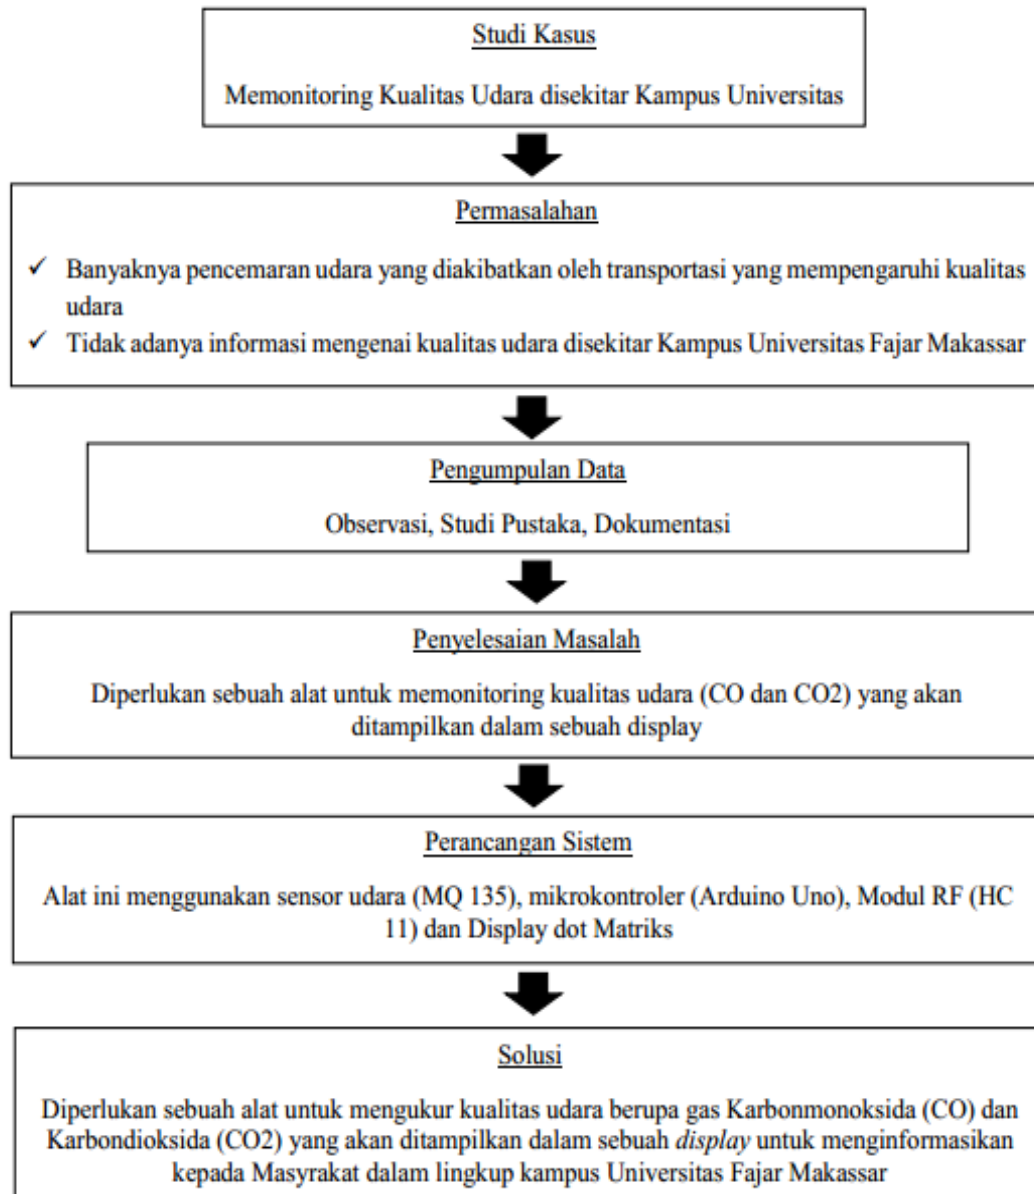 Studi Kasus
Memonitoring Kualitas Udara disekitar Kampus Universitas
Permasalahan
✓ Banyaknya pencemaran udara yang diakibatkan oleh transportasi yang mempengaruhi kualitas
udara
✓ Tidak adanya informasi mengenai kualitas udara disekitar Kampus Universitas Fajar Makassar
Pengumpulan Data
Observasi, Studi Pustaka, Dokumentasi
Penyelesaian Masalah
Diperlukan sebuah alat untuk memonitoring kualitas udara (CO dan CO2) yang akan
ditampilkan dalam sebuah display
Perancangan Sistem
Alat ini menggunakan sensor udara (MQ 135), mikrokontroler (Arduino Uno), Modul RF (HC
11) dan Display dot Matriks
Solusi
Diperlukan sebuah alat untuk mengukur kualitas udara berupa gas Karbonmonoksida (CO) dan
Karbondioksida (CO2) yang akan ditampilkan dalam sebuah display untuk menginformasikan
kepada Masyrakat dalam lingkup kampus Universitas Fajar Makassar